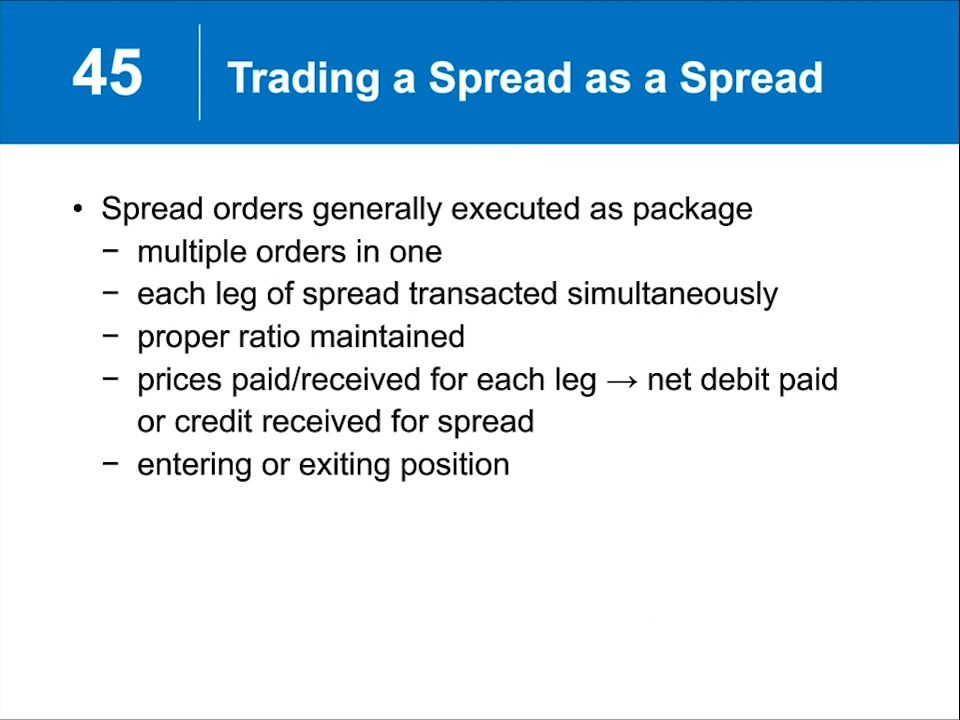 45
Trading a Spread as a Spread
• Spread orders generally executed as package
− multiple orders in one
− each leg of spread transacted simultaneously
− proper ratio maintained
− prices paid/received for each leg → net debit paid
or credit received for spread
− entering or exiting position